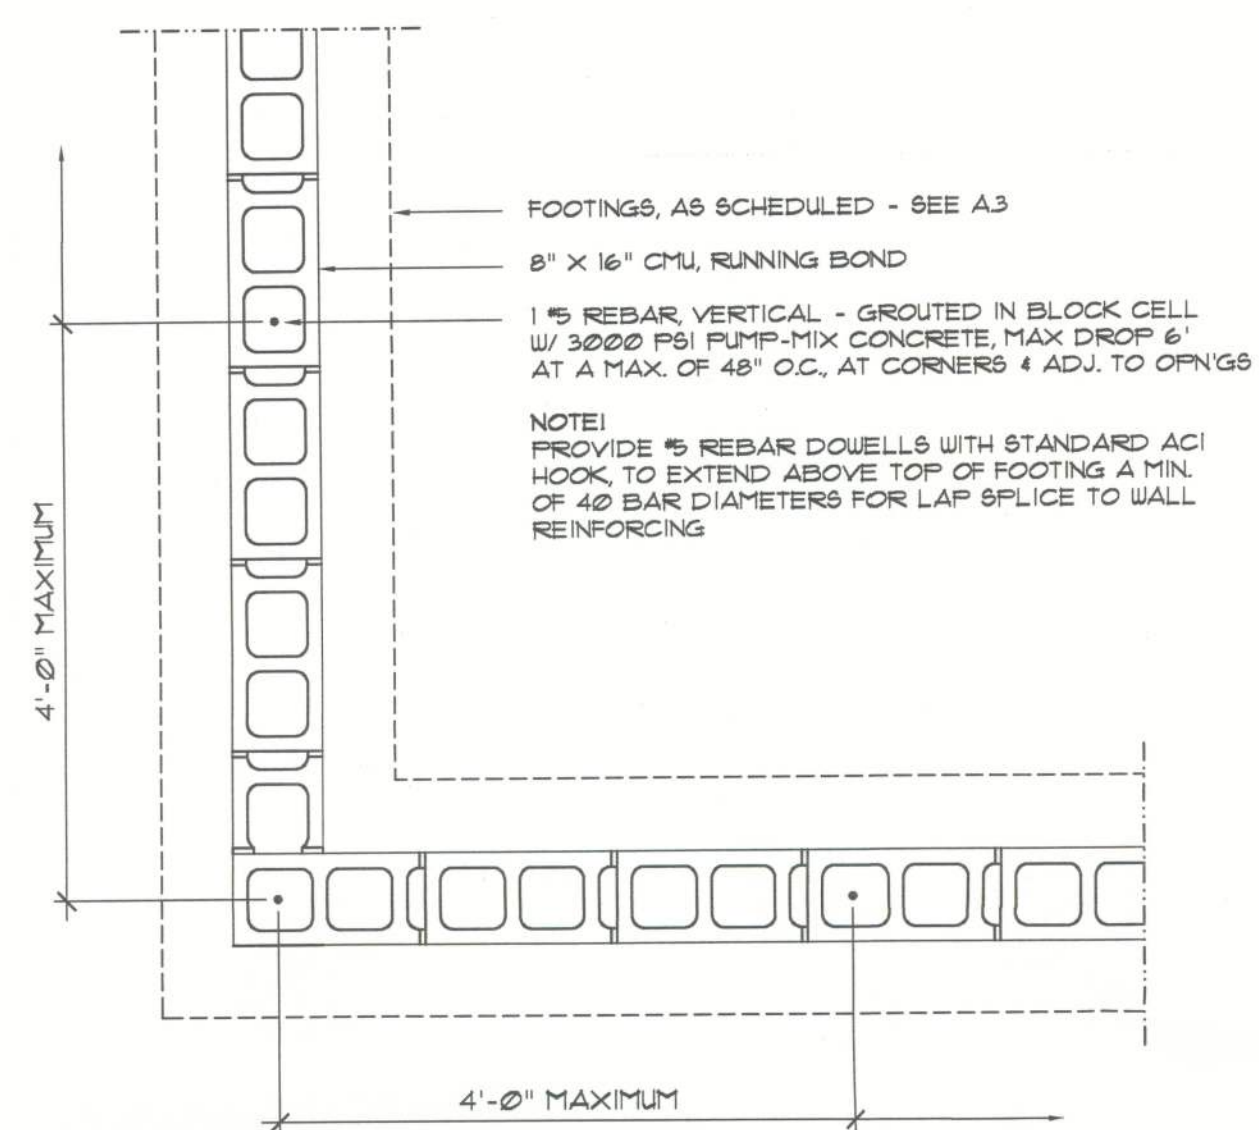 FOOTINGS, AS SCHEDULED - SEE A3
8" X 16" CMU, RUNNING BOND
1 #5 REBAR, VERTICAL - GROUTED IN BLOCK CELL
W/ 3000 PSI PUMP-MIX CONCRETE, MAX DROP 6'
AT A MAX. OF 48" O.C., AT CORNERS & ADJ. TO OPN'GS
NOTE!
PROVIDE #5 REBAR DOWELLS WITH STANDARD ACI
HOOK, TO EXTEND ABOVE TOP OF FOOTING A MIN.
OF 40 BAR DIAMETERS FOR LAP SPLICE TO WALL
REINFORCING
4'-0" MAXIMUM
4'-0" MAXIMUM